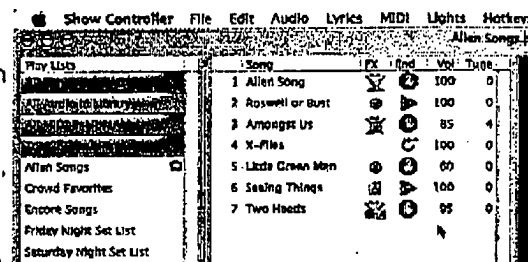 Show Controller File Edit Audio Lyrics MIDI Lights Hotkey
Alien Songs
Play Lists
Song FX End Vol Tune
1 Alien Song 100 0
2 Roswell or Bust 100 0
3 Amongst Us 85 4
4 X-Files 100 0
Alien Songs
5 Little Green Men 60 0
Crowd Favorites
6 Seeing Things 100 0
Encore Songs
7 Two Heads 95 0
Friday Night Set List
Saturday Night Set List